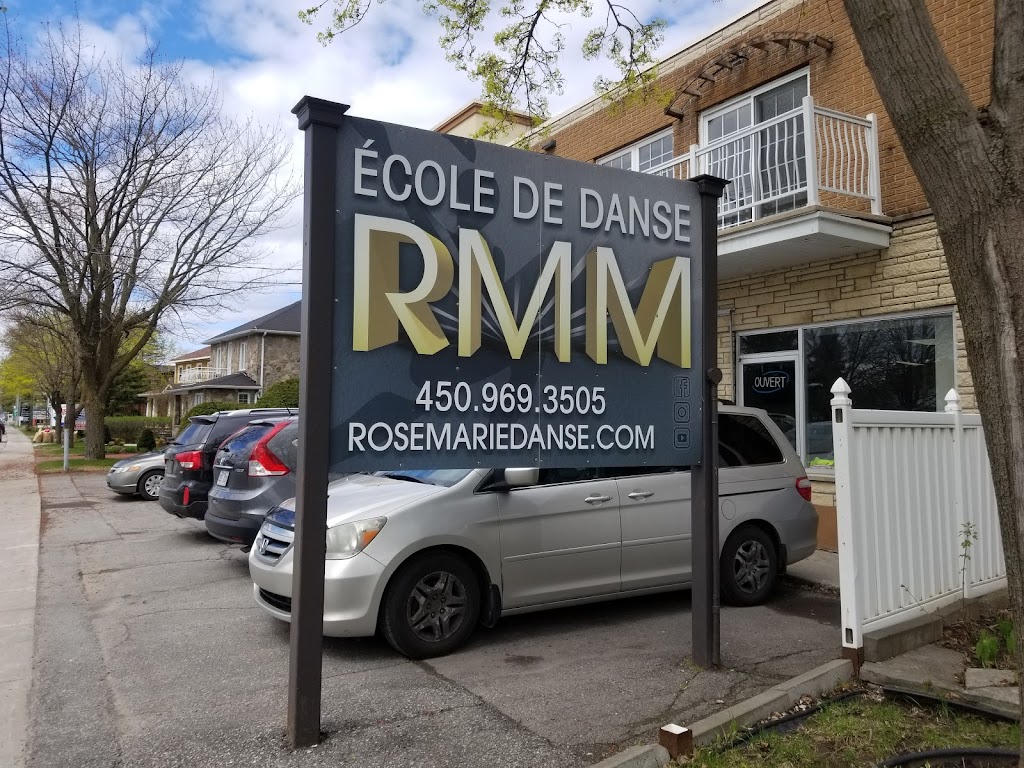 ÉCOLE DE DANSE
RMM
450.969.3505
ROSEMARIEDANSE.COM
OUVERT